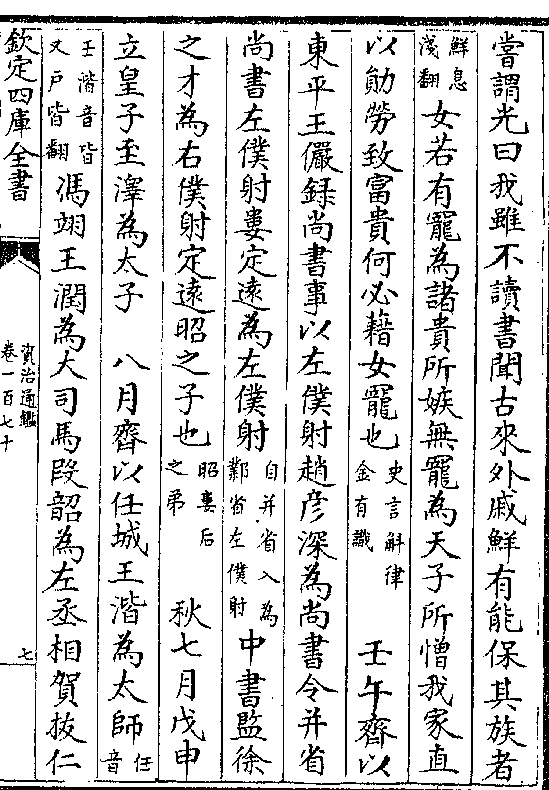 嘗謂光曰我雖不讀書聞古來外戚鮮有能保其族者
鮮息
淺翻
女若有寵為諸貴所嫉無寵為天子所憎我家直
以勛勞致富貴何必藉女寵也
史言斛律
金有識
壬午齊以
東平王儼錄尚書事以左僕射趙彦深為尚書令并省
尚書左僕射婁定遠為左僕射
自并省入為
鄴省左僕射
中書監徐
之才為右僕射定遠昭之子也
昭婁后
之弟
秋七月戊申
立皇子至澤為太子 八月齊以任城王湝為太師
任
音
壬湝音皆
又戸皆翻
馮翊王潤為大司馬段韶為左丞相賀拔仁
欽定四庫全書
資治通鑑
卷一百七十
七